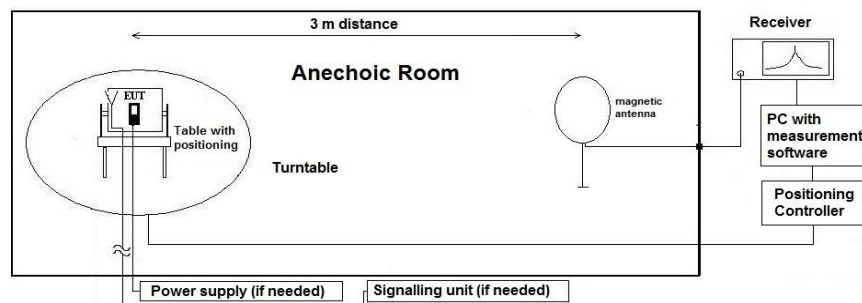 3 m distance
Receiver
Anechoic Room
EUT
Table with
positioning
magnetic
antenna
PC with
measurement
software
Turntable
Positioning
Controller
Power supply (if needed)
Signalling unit (if needed)